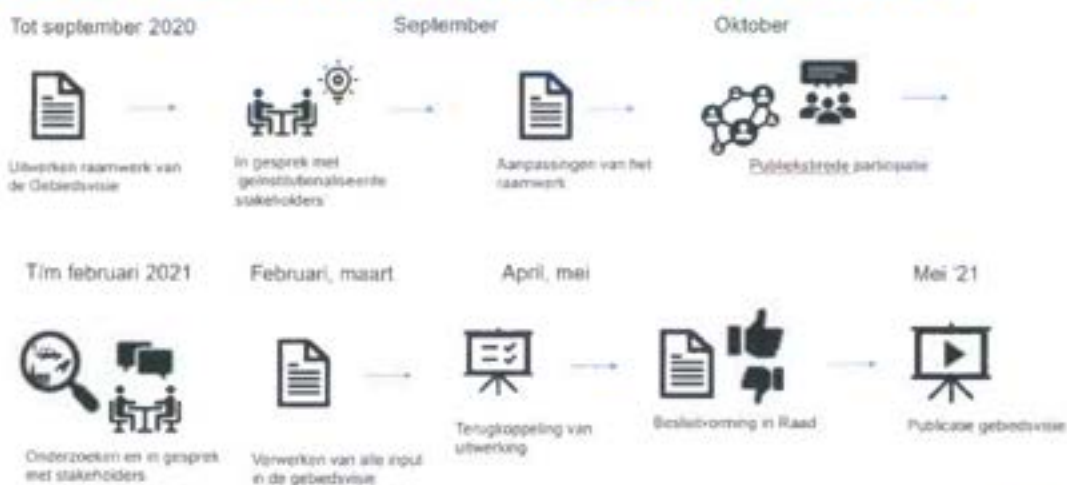 Tot september 2020
September
Oktober
Uitwerken raamwerk van
de Gebiedsvisie
In gesprek met
'geïnstitutionaliseerde
stakeholders'
Aanpassingen van het
raamwerk
Publieksbrede participatie
T/m februari 2021
Februari, maart
April, mei
Mei '21
Onderzoeken en in gesprek
met stakeholders
Verwerken van alle input
in de gebiedsvisie
Terugkoppeling van
uitwerking
Besluitvorming in Raad
Publicatie gebiedsvisie